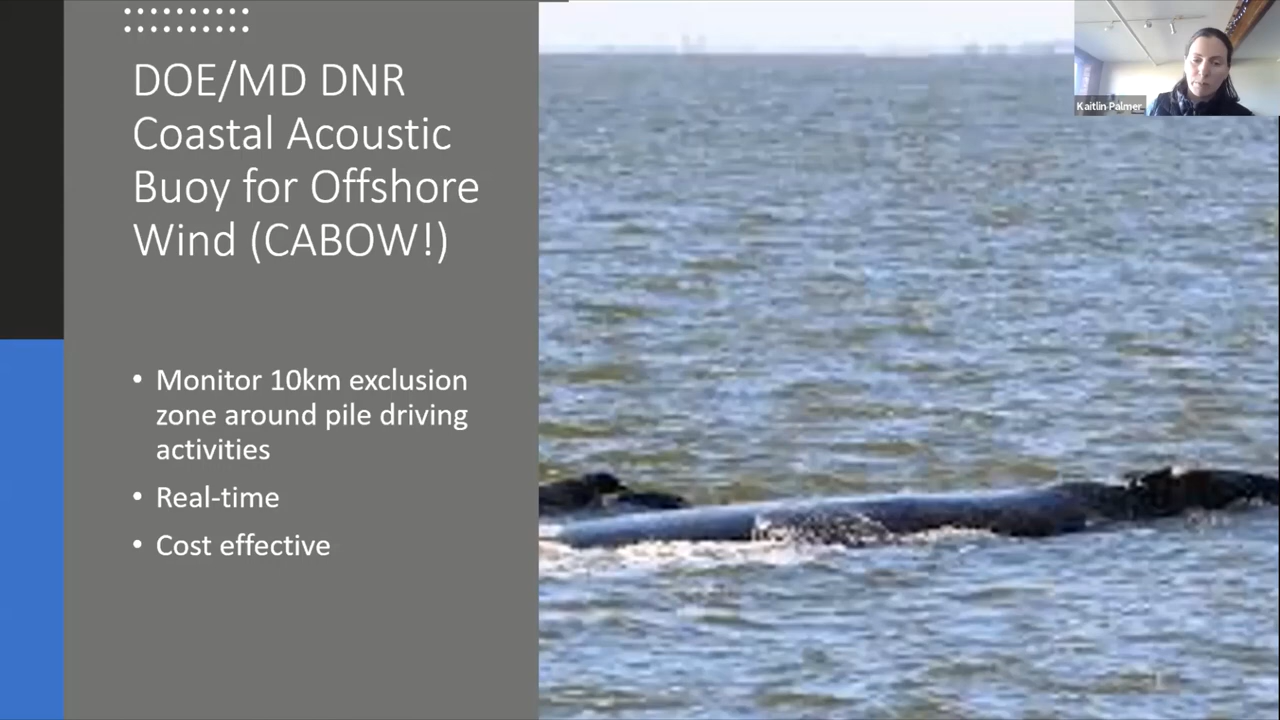 DOE/MD DNR
Coastal Acoustic
Buoy for Offshore
Wind (CABOW!)
• Monitor 10km exclusion
zone around pile driving
activities
• Real-time
• Cost effective
Kaitlin Palmer